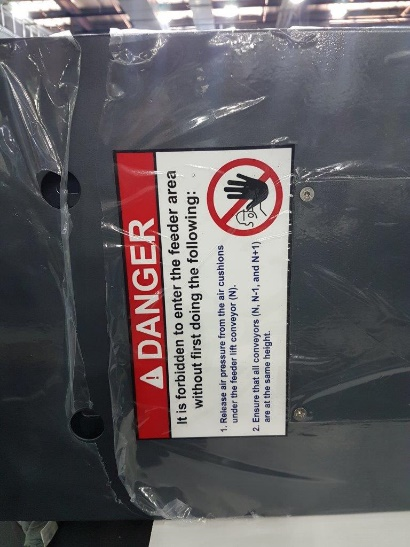 DANGER
It is forbidden to enter the feeder area
without first doing the following:
1. Release air pressure from the air cushions
under the feeder lift conveyor (N).
2. Ensure that all conveyors (N, N-1, and N+1)
are at the same height.